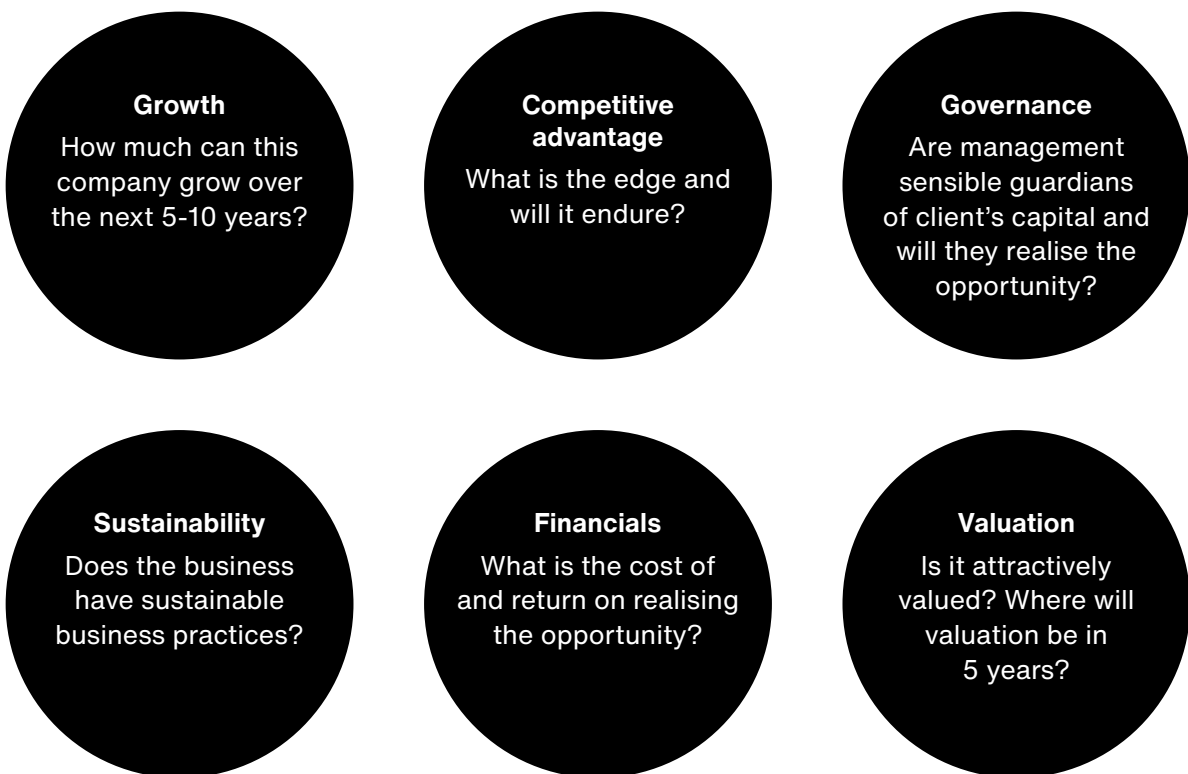 Growth
How much can this
company grow over
the next 5-10 years?
Competitive
advantage
What is the edge and
will it endure?
Governance
Are management
sensible guardians
of client’s capital and
will they realise the
opportunity?
Sustainability
Does the business
have sustainable
business practices?
Financials
What is the cost of
and return on realising
the opportunity?
Valuation
Is it attractively
valued? Where will
valuation be in
5 years?